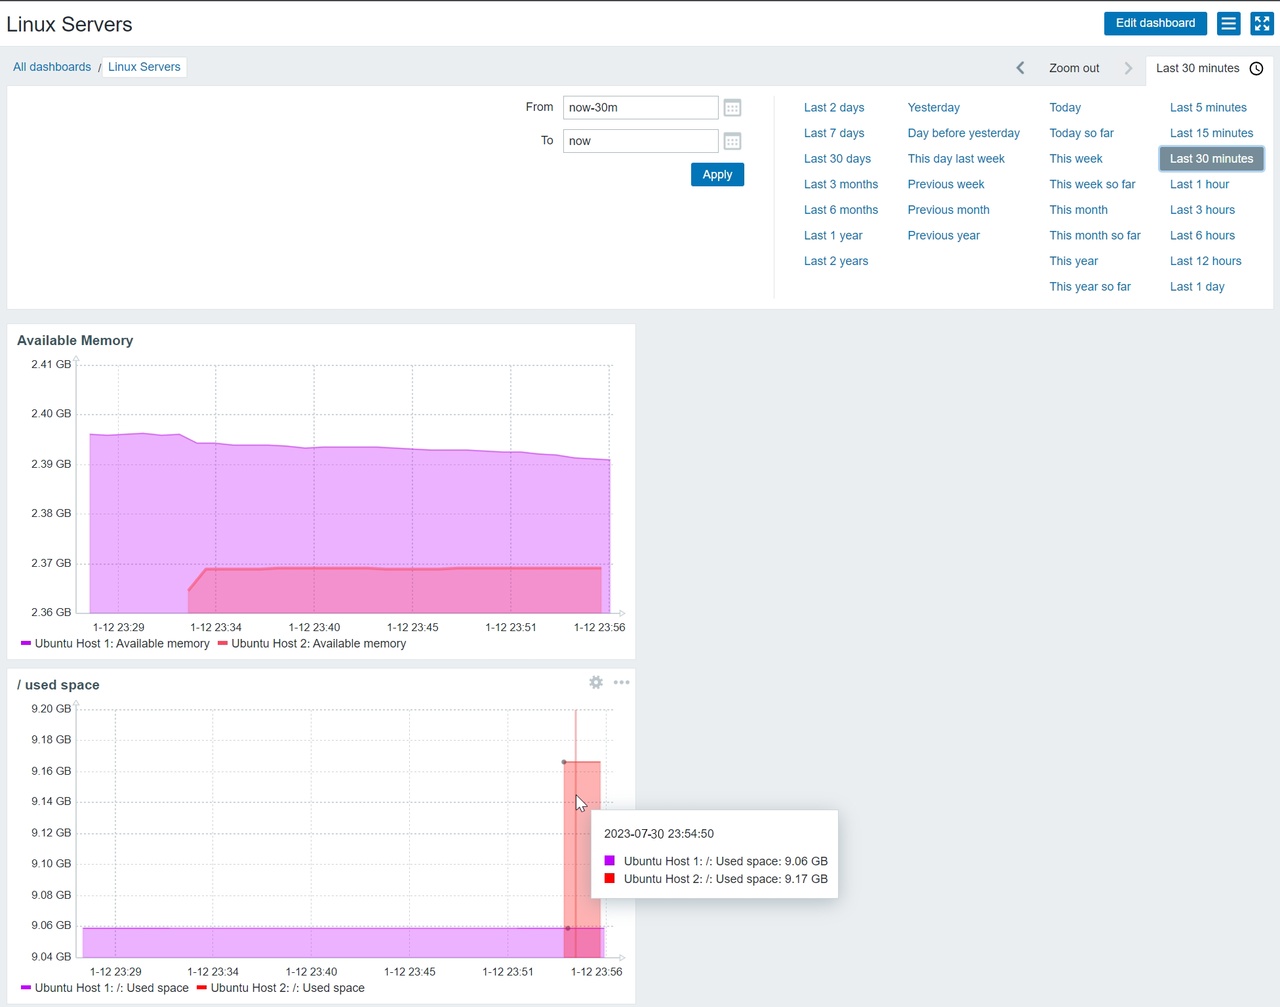 Linux Servers
Edit dashboard
All dashboards / Linux Servers
Zoom out
Last 30 minutes
From now-30m
To now
Apply
Last 2 days Yesterday Today Last 5 minutes
Last 7 days Day before yesterday Today so far Last 15 minutes
Last 30 days This day last week This week Last 30 minutes
Last 3 months Previous week This week so far Last 1 hour
Last 6 months Previous month This month Last 3 hours
Last 1 year Previous year This month so far Last 6 hours
Last 2 years This year Last 12 hours
This year so far Last 1 day
Available Memory
2.41 GB
2.40 GB
2.39 GB
2.38 GB
2.37 GB
2.36 GB
1-12 23:29 1-12 23:34 1-12 23:40 1-12 23:45 1-12 23:51 1-12 23:56
Ubuntu Host 1: Available memory Ubuntu Host 2: Available memory
/ used space
9.20 GB
9.18 GB
9.16 GB
9.14 GB
9.12 GB
9.10 GB
9.08 GB
9.06 GB
9.04 GB
2023-07-30 23:54:50
Ubuntu Host 1: /: Used space: 9.06 GB
Ubuntu Host 2: /: Used space: 9.17 GB
1-12 23:29 1-12 23:34 1-12 23:40 1-12 23:45 1-12 23:51 1-12 23:56
Ubuntu Host 1: /: Used space Ubuntu Host 2: /: Used space